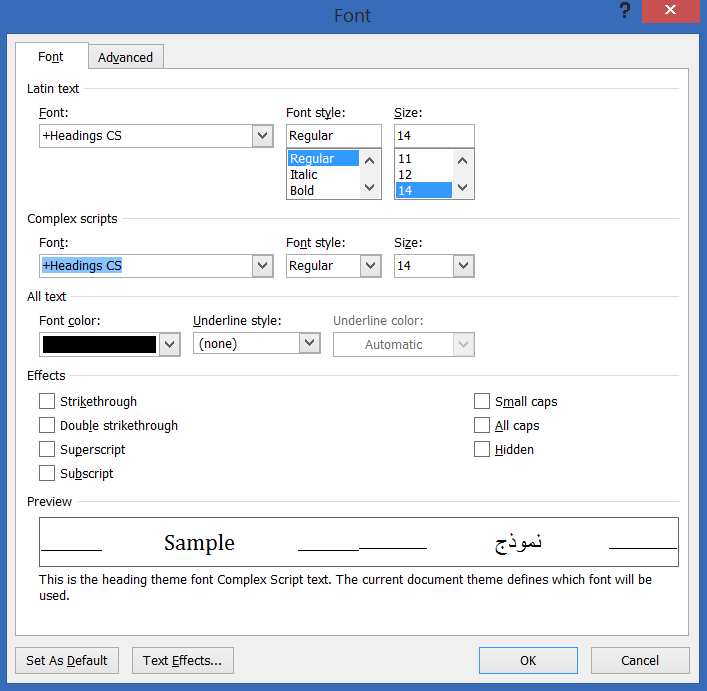 Font
?
Font Advanced
Latin text
Font: Font style: Size:
+Headings CS Regular 14
Regular 11
Italic 12
Bold 14
Complex scripts
Font: Font style: Size:
+Headings CS Regular 14
All text
Font color: Underline style: Underline color:
(none) Automatic
Effects
Strikethrough Small caps
Double strikethrough All caps
Superscript Hidden
Subscript
Preview
Sample نموذج
This is the heading theme font Complex Script text. The current document theme defines which font will be
used.
Set As Default Text Effects... OK Cancel